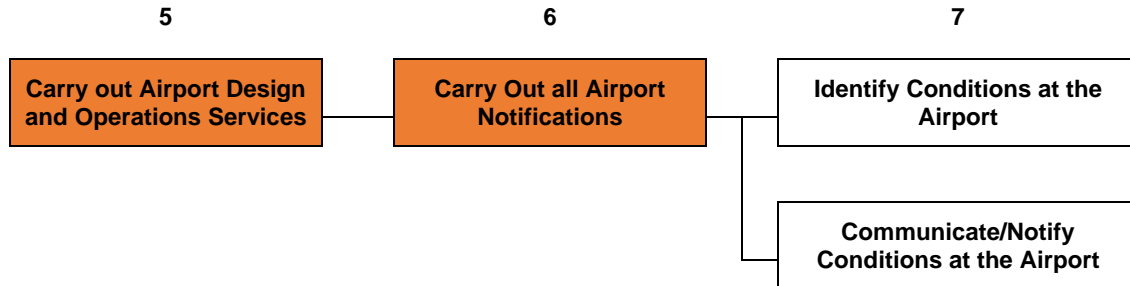 5 6 7
Carry out Airport Design
and Operations Services
Carry Out all Airport
Notifications
Identify Conditions at the
Airport
Communicate/Notify
Conditions at the Airport